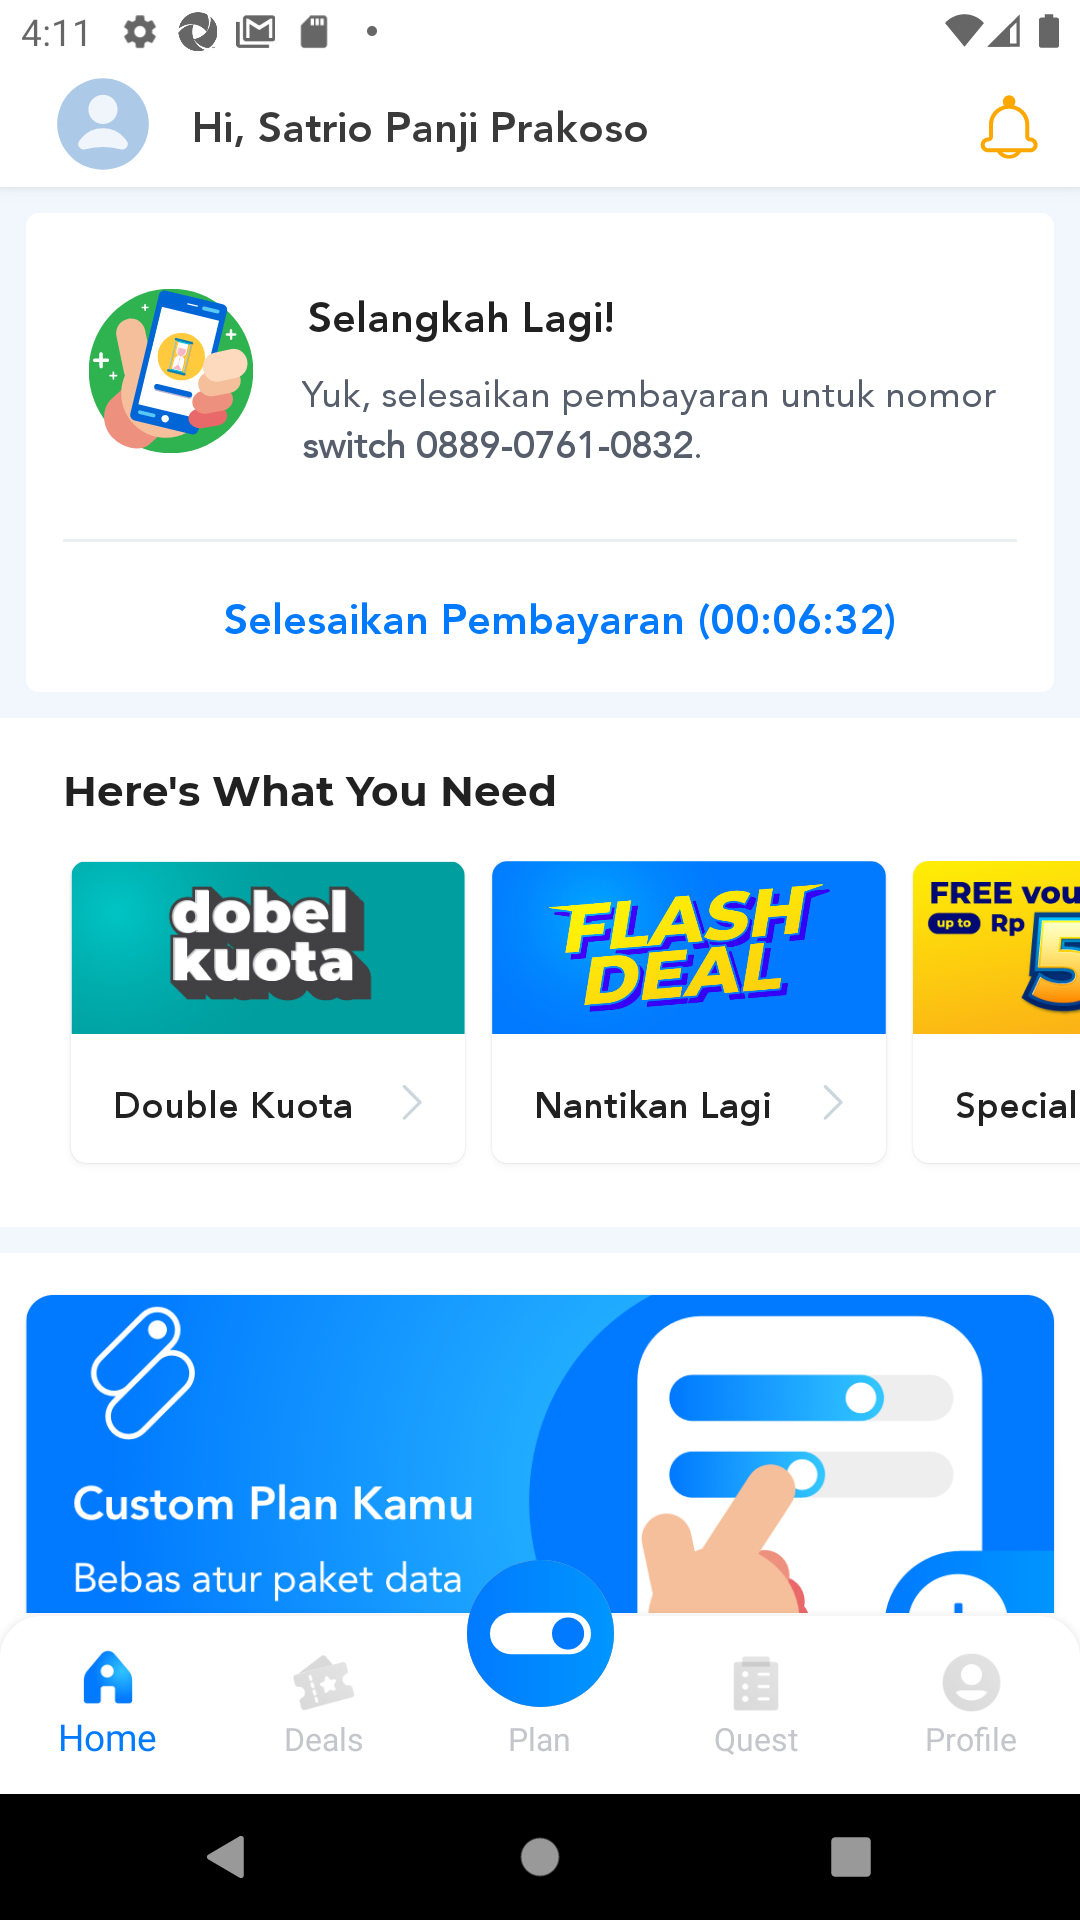 4:11
Hi, Satrio Panji Prakoso
Selangkah Lagi!
Yuk, selesaikan pembayaran untuk nomor
switch 0889-0761-0832.
Selesaikan Pembayaran (00:06:32)
Here's What You Need
dobel
kuota
FLASH
DEAL
FREE vou
up to Rp 5
Double Kuota
Nantikan Lagi
Special
Custom Plan Kamu
Bebas atur paket data
Home
Deals
Plan
Quest
Profile